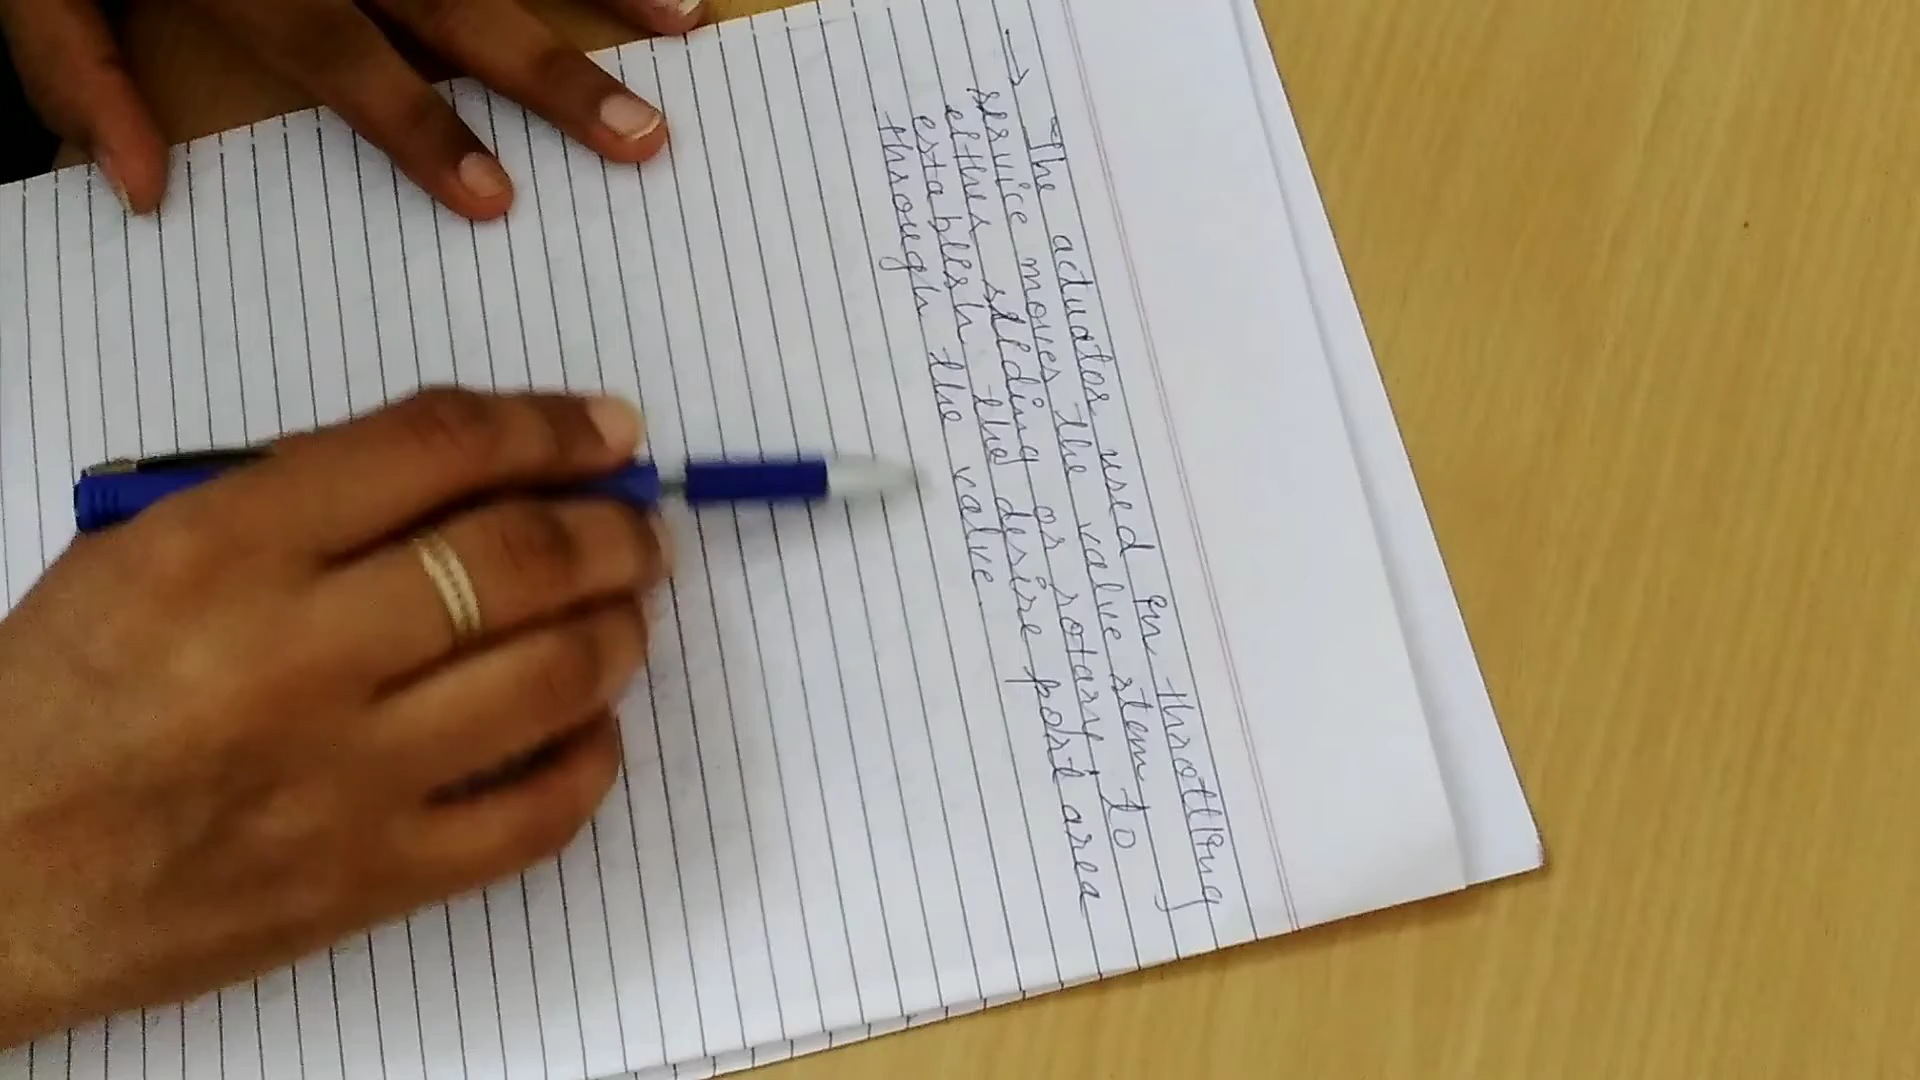 → The actuator used in throttling
service moves the valve stem to
either sliding or rotary
establish the desire port area
through the valve.